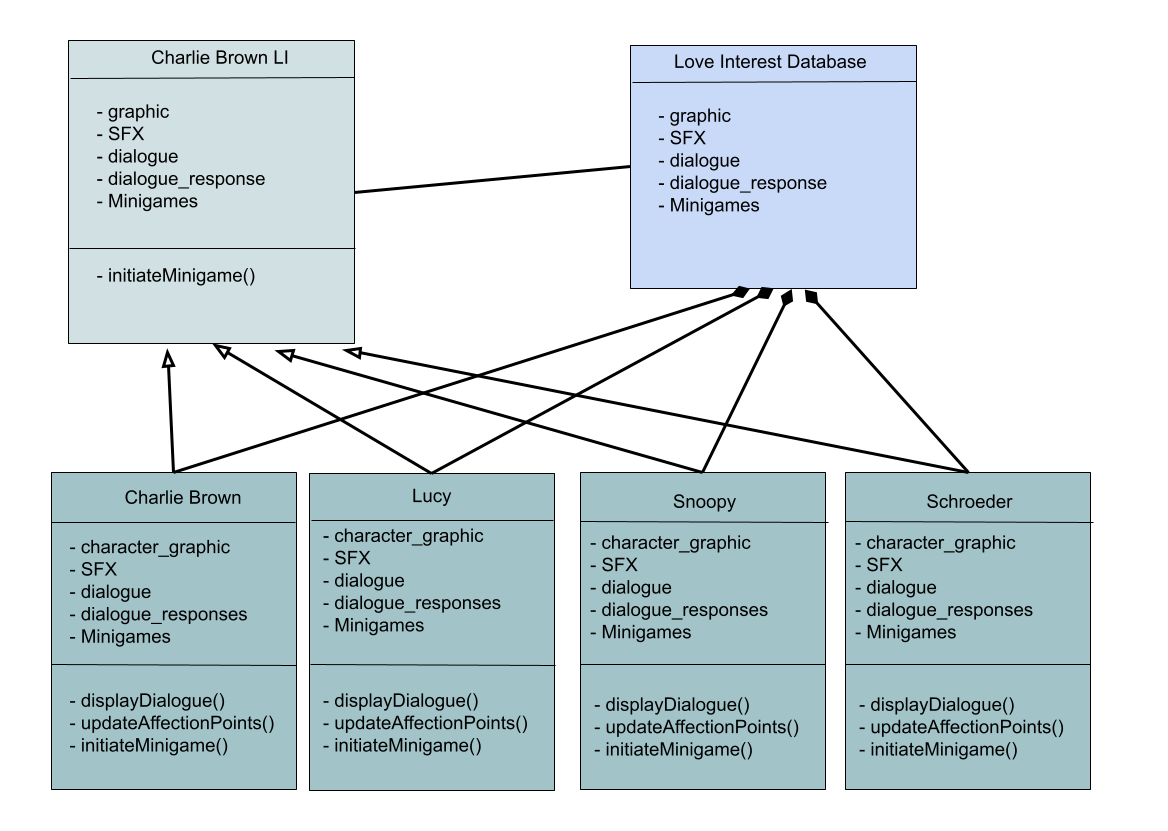 Charlie Brown LI
- graphic
- SFX
- dialogue
- dialogue_response
- Minigames
- initiateMinigame()
Love Interest Database
- graphic
- SFX
- dialogue
- dialogue_response
- Minigames
Charlie Brown
- character_graphic
- SFX
- dialogue
- dialogue_responses
- Minigames
- displayDialogue()
- updateAffectionPoints()
- initiateMinigame()
Lucy
- character_graphic
- SFX
- dialogue
- dialogue_responses
- Minigames
- displayDialogue()
- updateAffectionPoints()
- initiateMinigame()
Snoopy
- character_graphic
- SFX
- dialogue
- dialogue_responses
- Minigames
- displayDialogue()
- updateAffectionPoints()
- initiateMinigame()
Schroeder
- character_graphic
- SFX
- dialogue
- dialogue_responses
- Minigames
- displayDialogue()
- updateAffectionPoints()
- initiateMinigame()